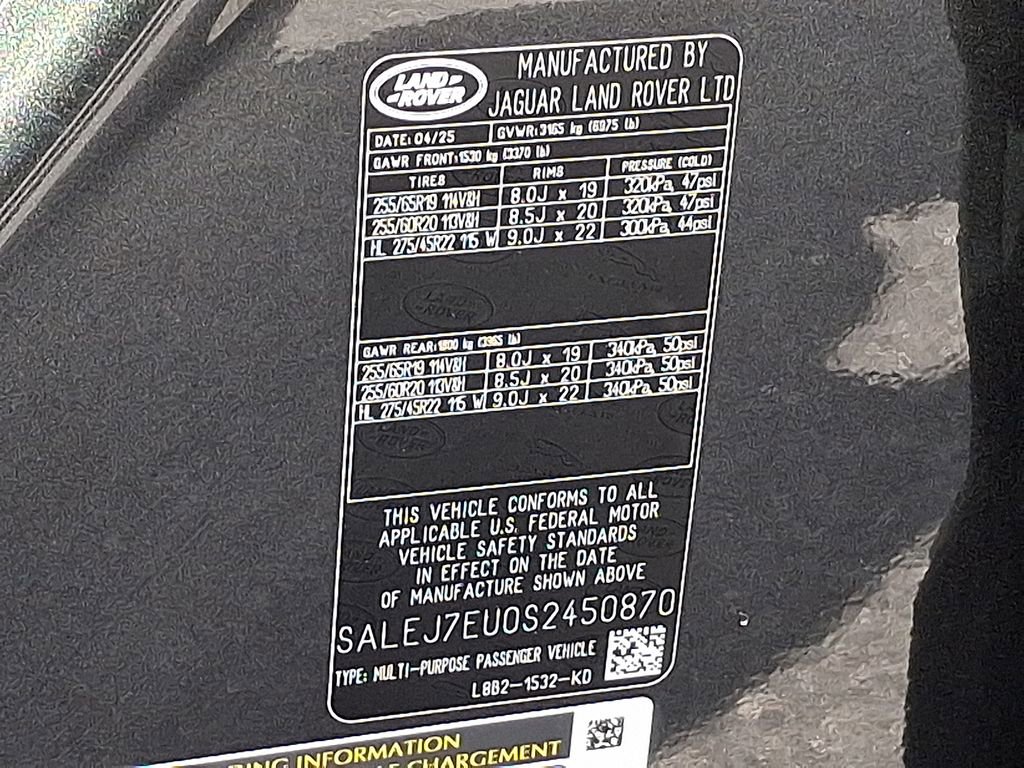 LAND ROVER
MANUFACTURED BY
JAGUAR LAND ROVER LTD
DATE: 04/25 GVWR: 3165 kg (6975 lb)
GAWR FRONT: 1530 kg (3370 lb)
TIRES RIMS PRESSURE (COLD)
255/65R19 114V&H 8.0J x 19 320kPa, 47psi
255/60R20 113V&H 8.5J x 20 320kPa, 47psi
HL 275/45R22 115 W 9.0J x 22 300kPa, 44psi
LAND ROVER
GAWR REAR: 1800 kg (3965 lb)
255/65R19 114V&H 8.0J x 19 340kPa, 50psi
255/60R20 113V&H 8.5J x 20 340kPa, 50psi
HL 275/45R22 115 W 9.0J x 22 340kPa, 50psi
THIS VEHICLE CONFORMS TO ALL
APPLICABLE U.S. FEDERAL MOTOR
VEHICLE SAFETY STANDARDS
IN EFFECT ON THE DATE
OF MANUFACTURE SHOWN ABOVE
SALEJ7EU0S2450870
TYPE: MULTI-PURPOSE PASSENGER VEHICLE
L8B2-1532-KD
INFORMATION
CHARGEMENT